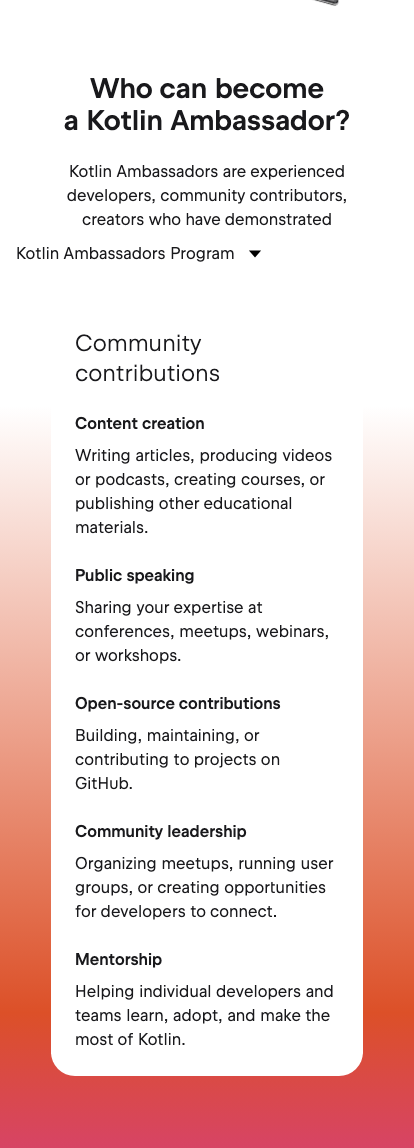 Who can become
a Kotlin Ambassador?
Kotlin Ambassadors are experienced
developers, community contributors,
creators who have demonstrated
Kotlin Ambassadors Program
Community
contributions
Content creation
Writing articles, producing videos
or podcasts, creating courses, or
publishing other educational
materials.
Public speaking
Sharing your expertise at
conferences, meetups, webinars,
or workshops.
Open-source contributions
Building, maintaining, or
contributing to projects on
GitHub.
Community leadership
Organizing meetups, running user
groups, or creating opportunities
for developers to connect.
Mentorship
Helping individual developers and
teams learn, adopt, and make the
most of Kotlin.